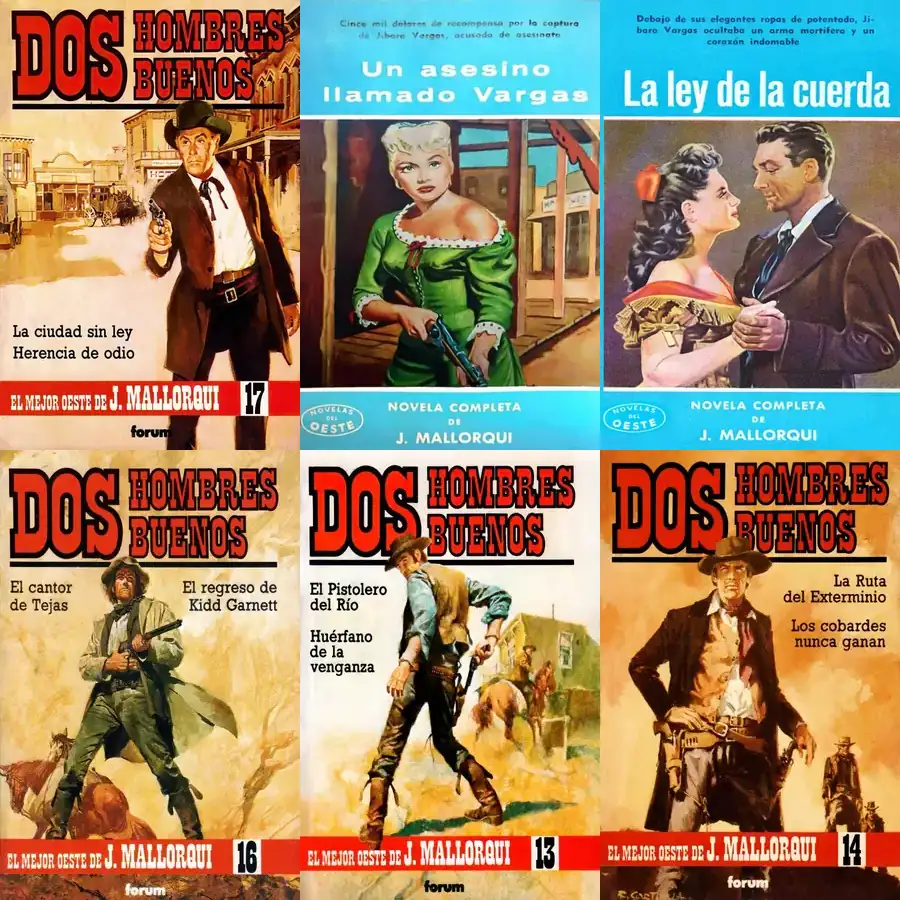 DOS HOMBRES
BUENOS
La ciudad sin ley
Herencia de odio
EL MEJOR OESTE DE J. MALLORQUI 17
forum
Cinco mil dólares de recompensa por la captura
de Jíbaro Vargas, acusado de asesinato
Un asesino
llamado Vargas
NOVELAS
DEL
OESTE
NOVELA COMPLETA
DE
J. MALLORQUI
Debajo de sus elegantes ropas de potentado, Jí-
baro Vargas ocultaba un arma mortífera y un
corazón indomable
La ley de la cuerda
NOVELAS
DEL
OESTE
NOVELA COMPLETA
DE
J. MALLORQUI
DOS HOMBRES
BUENOS
El cantor
de Tejas
El regreso de
Kidd Garnett
EL MEJOR OESTE DE J. MALLORQUI 16
forum
DOS HOMBRES
BUENOS
El Pistolero
del Río
Huérfano
de la
venganza
EL MEJOR OESTE DE J. MALLORQUI 13
forum
DOS HOMBRES
BUENOS
La Ruta
del Exterminio
Los cobardes
nunca ganan
EL MEJOR OESTE DE J. MALLORQUI 14
forum